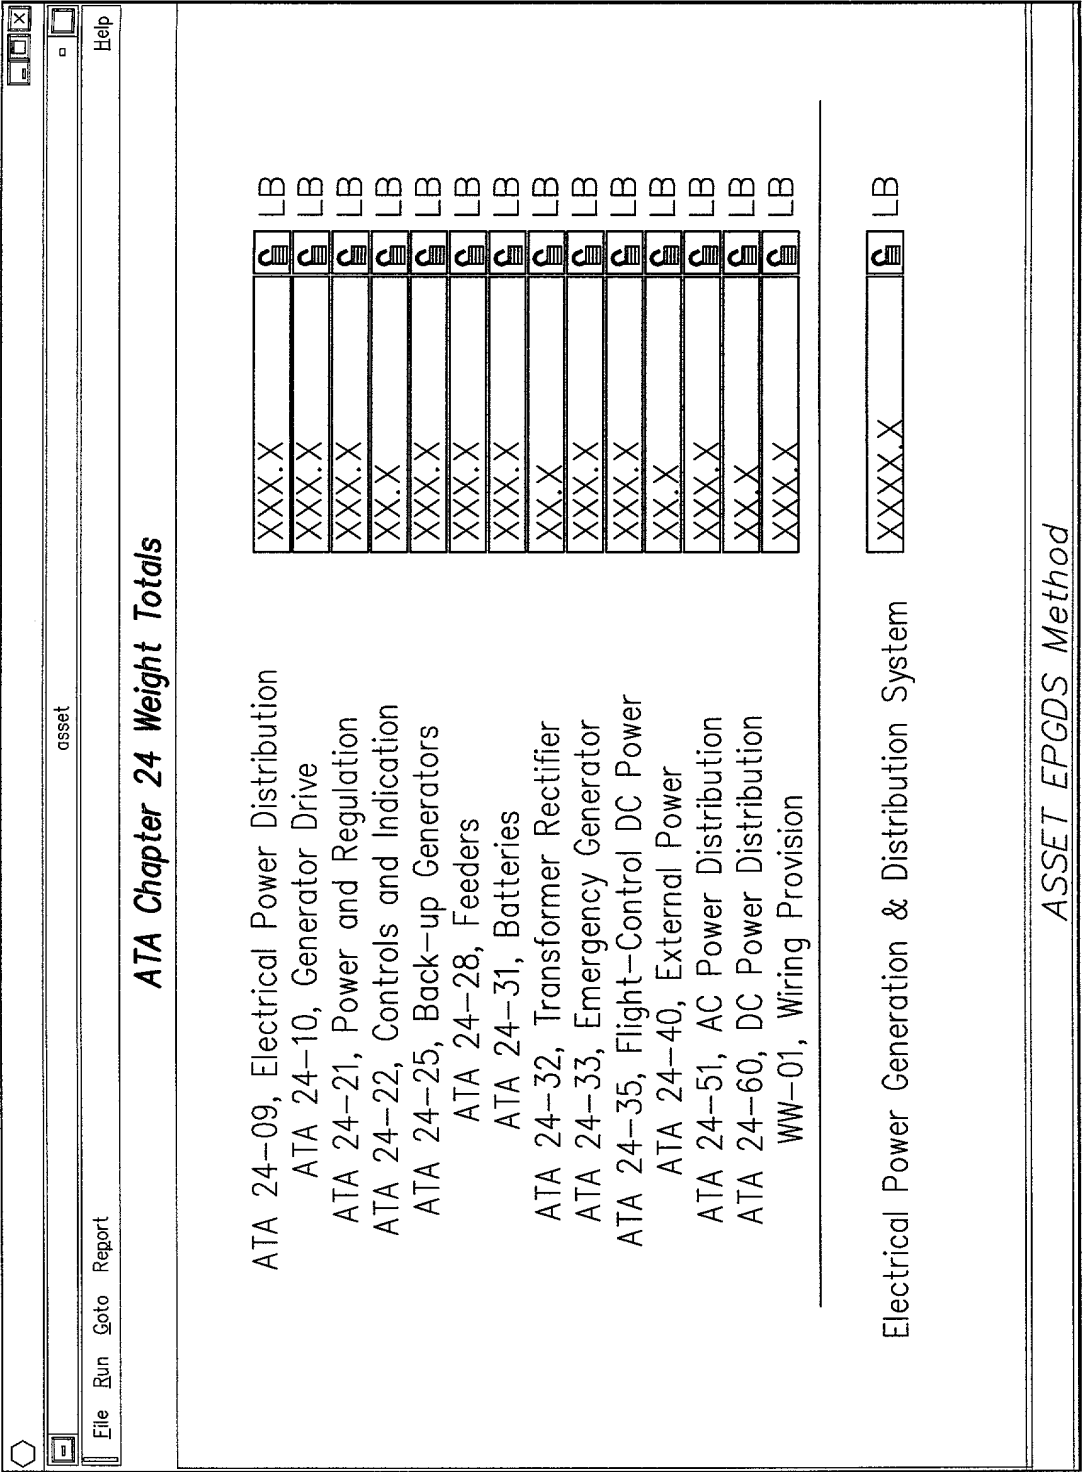 asset
File Run Goto Report Help
ATA Chapter 24 Weight Totals
ATA 24-09, Electrical Power Distribution XXX.X LB
ATA 24-10, Generator Drive XXX.X LB
ATA 24-21, Power and Regulation XXX.X LB
ATA 24-22, Controls and Indication XX.X LB
ATA 24-25, Back-up Generators XXX.X LB
ATA 24-28, Feeders XXX.X LB
ATA 24-31, Batteries XXX.X LB
ATA 24-32, Transformer Rectifier XX.X LB
ATA 24-33, Emergency Generator XXX.X LB
ATA 24-35, Flight-Control DC Power XXX.X LB
ATA 24-40, External Power XX.X LB
ATA 24-51, AC Power Distribution XXX.X LB
ATA 24-60, DC Power Distribution XX.X LB
WW-01, Wiring Provision XXX.X LB
Electrical Power Generation & Distribution System XXXX.X LB
ASSET EPGDS Method